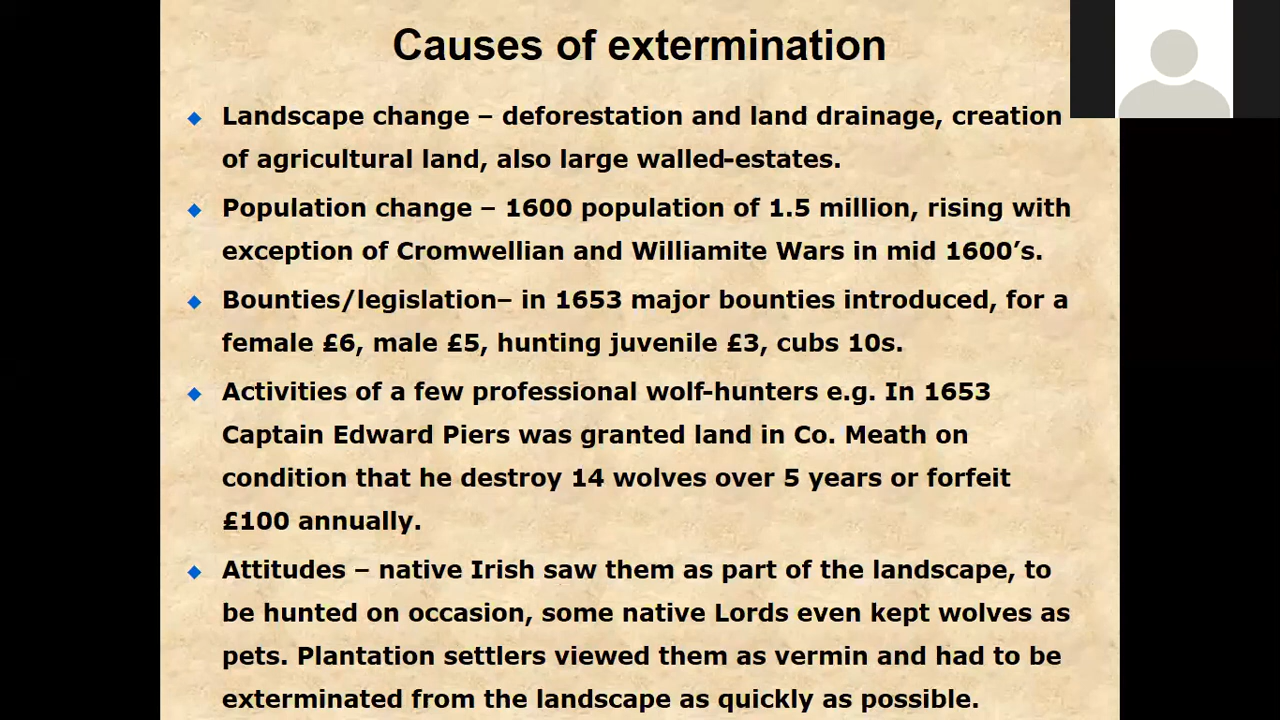 Causes of extermination
Landscape change – deforestation and land drainage, creation
of agricultural land, also large walled-estates.
Population change – 1600 population of 1.5 million, rising with
exception of Cromwellian and Williamite Wars in mid 1600’s.
Bounties/legislation– in 1653 major bounties introduced, for a
female £6, male £5, hunting juvenile £3, cubs 10s.
Activities of a few professional wolf-hunters e.g. In 1653
Captain Edward Piers was granted land in Co. Meath on
condition that he destroy 14 wolves over 5 years or forfeit
£100 annually.
Attitudes – native Irish saw them as part of the landscape, to
be hunted on occasion, some native Lords even kept wolves as
pets. Plantation settlers viewed them as vermin and had to be
exterminated from the landscape as quickly as possible.